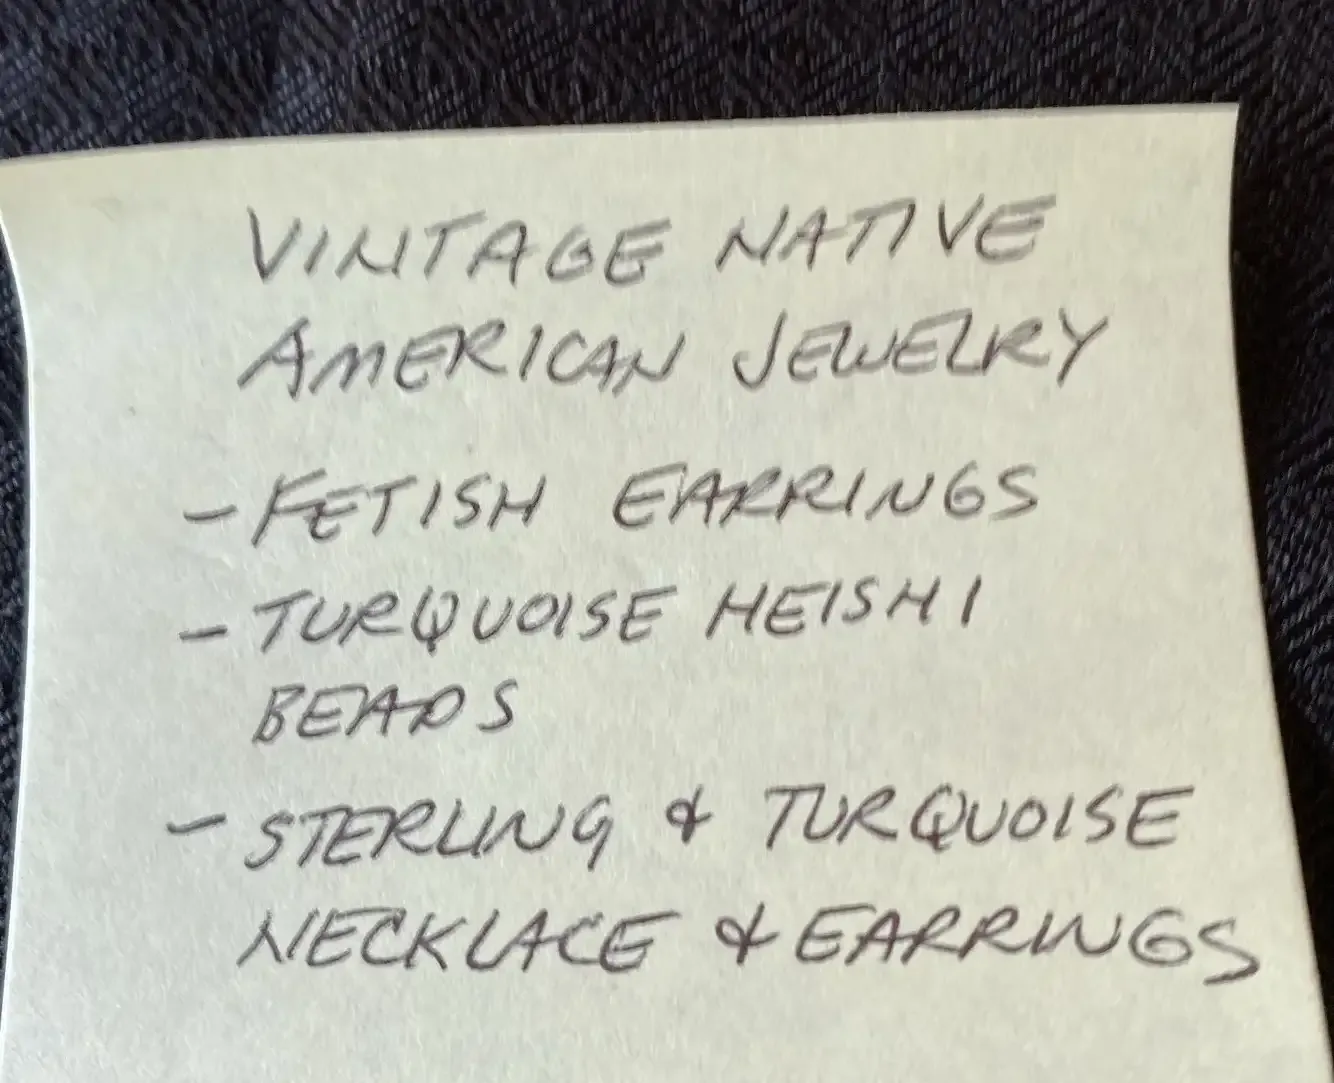 VINTAGE NATIVE
AMERICAN JEWELRY
- FETISH EARRINGS
- TURQUOISE HEISHI
BEADS
- STERLING & TURQUOISE
NECKLACE & EARRINGS